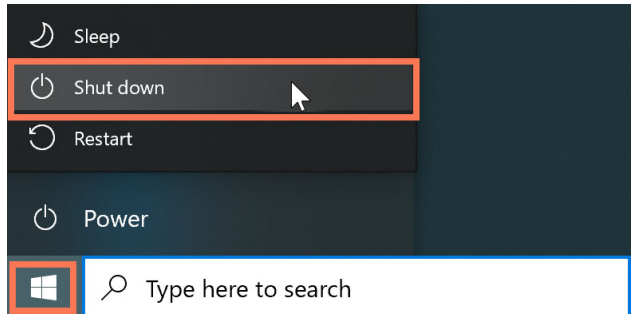 Sleep
Shut down
Restart
Power
Type here to search